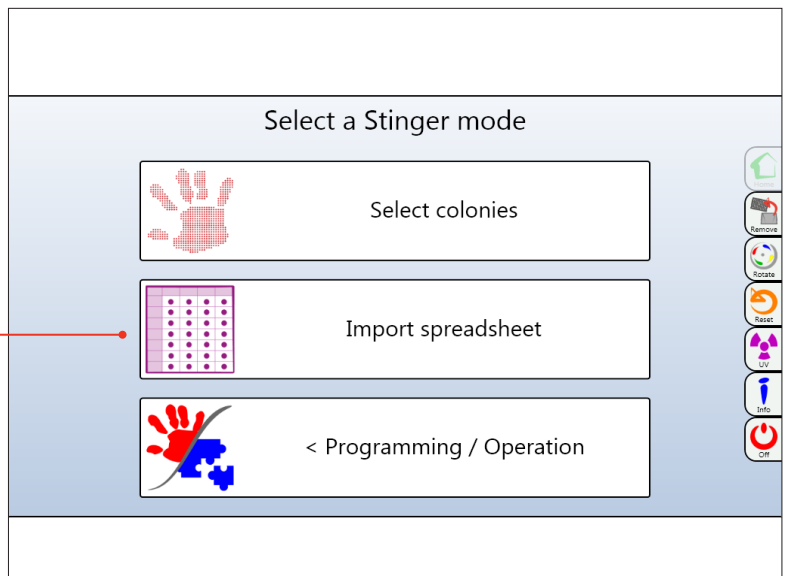 Select a Stinger mode
Select colonies
Import spreadsheet
< Programming / Operation
Remove
Rotate
Reset
UV
Info
Off